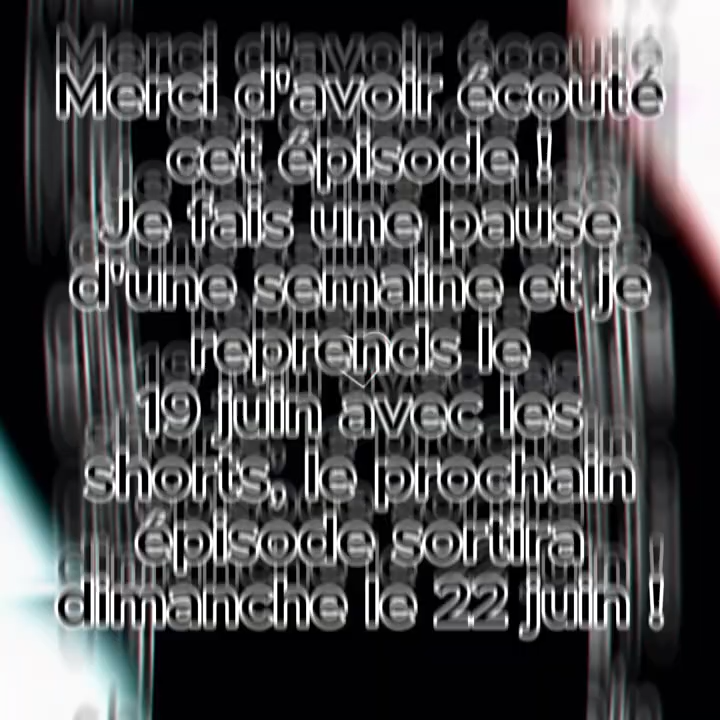 Merci d'avoir écouté
cet épisode !
Je fais une pause
d'une semaine et je
reprends le
19 juin avec les
shorts, le prochain
épisode sortira
dimanche le 22 juin !